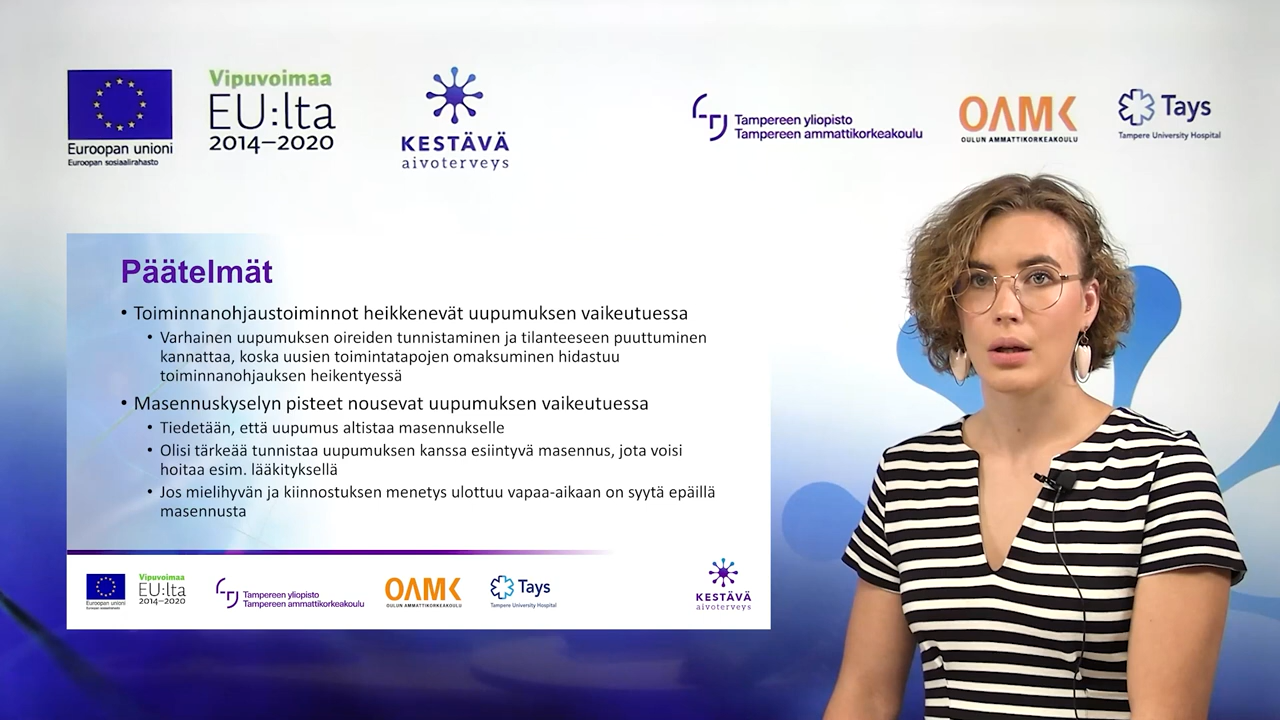 Euroopan unioni
Euroopan sosiaalirahasto
Vipuvoimaa
EU:lta
2014–2020
KESTÄVÄ
aivoterveys
Tampereen yliopisto
Tampereen ammattikorkeakoulu
OAMK
OULUN AMMATTIKORKEAKOULU
Tays
Tampere University Hospital
Päätelmät
• Toiminnanohjaustoiminnot heikkenevät uupumuksen vaikeutuessa
• Varhainen uupumuksen oireiden tunnistaminen ja tilanteeseen puuttuminen
kannattaa, koska uusien toimintatapojen omaksuminen hidastuu
toiminnanohjauksen heikentyessä
• Masennuskyselyn pisteet nousevat uupumuksen vaikeutuessa
• Tiedetään, että uupumus altistaa masennukselle
• Olisi tärkeää tunnistaa uupumuksen kanssa esiintyvä masennus, jota voisi
hoitaa esim. lääkityksellä
• Jos mielihyvän ja kiinnostuksen menetys ulottuu vapaa-aikaan on syytä epäillä
masennusta
Euroopan unioni
Euroopan sosiaalirahasto
Vipuvoimaa
EU:lta
2014–2020
Tampereen yliopisto
Tampereen ammattikorkeakoulu
OAMK
OULUN AMMATTIKORKEAKOULU
Tays
Tampere University Hospital
KESTÄVÄ
aivoterveys